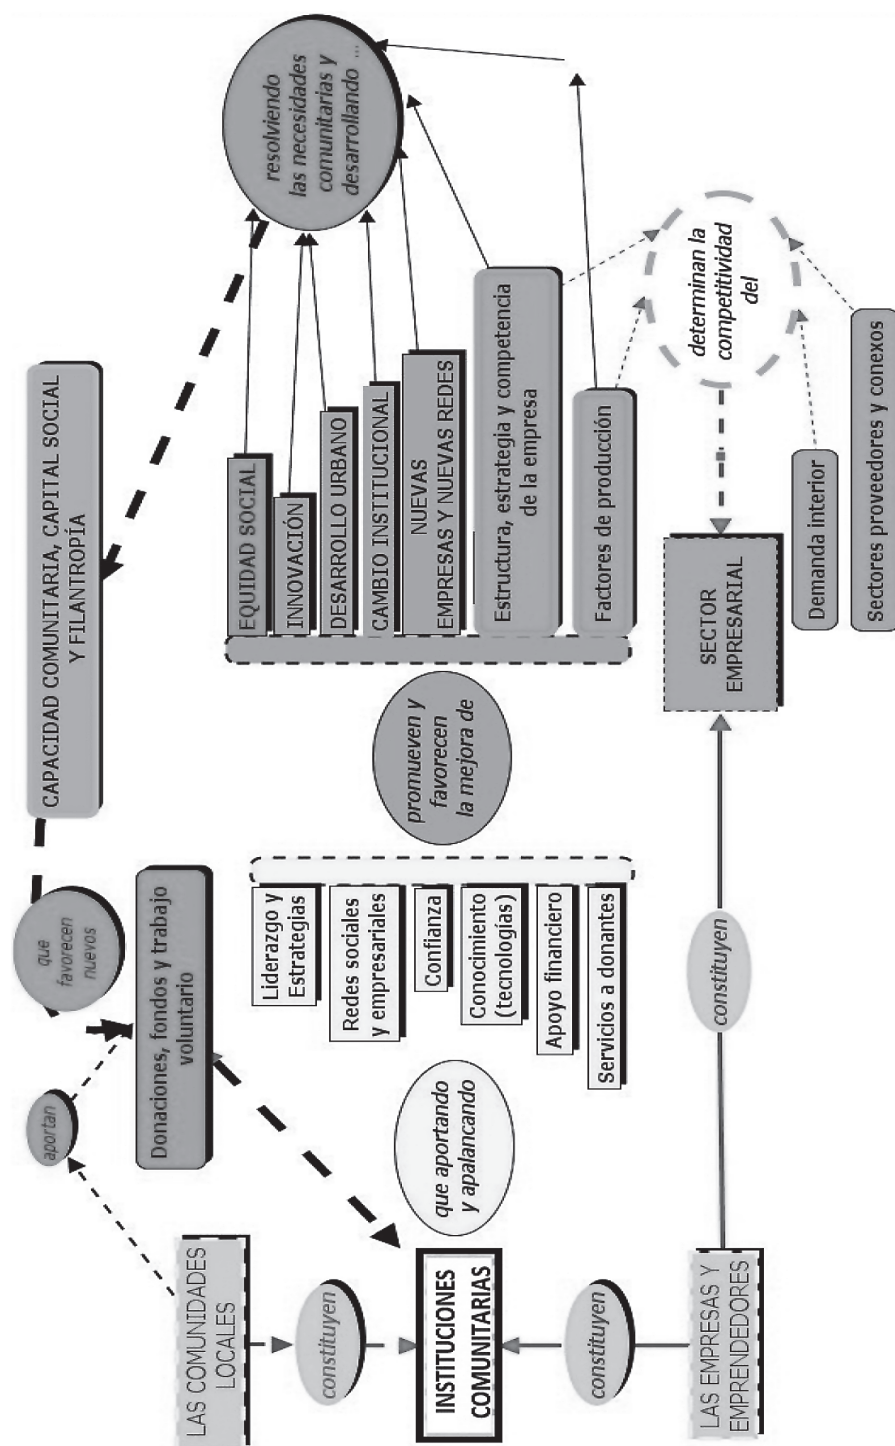 LAS COMUNIDADES
LOCALES
aportan
que
favorecen
nuevos
CAPACIDAD COMUNITARIA, CAPITAL SOCIAL
Y FILANTROPÍA
Donaciones, fondos y trabajo
voluntario
constituyen
INSTITUCIONES
COMUNITARIAS
constituyen
LAS EMPRESAS Y
EMPRENDEDORES
que aportando
y apalancando
Liderazgo y
Estrategias
Redes sociales
y empresariales
Confianza
Conocimiento
(tecnologías)
Apoyo financiero
Servicios a donantes
promueven y
favorecen
la mejora de
EQUIDAD SOCIAL
INNOVACIÓN
DESARROLLO URBANO
CAMBIO INSTITUCIONAL
NUEVAS
EMPRESAS Y NUEVAS REDES
Estructura, estrategia y competencia
de la empresa
Factores de producción
resolviendo
las necesidades
comunitarias y
desarrollando ...
constituyen
SECTOR
EMPRESARIAL
determinan la
competitividad
del
Demanda interior
Sectores proveedores y conexos